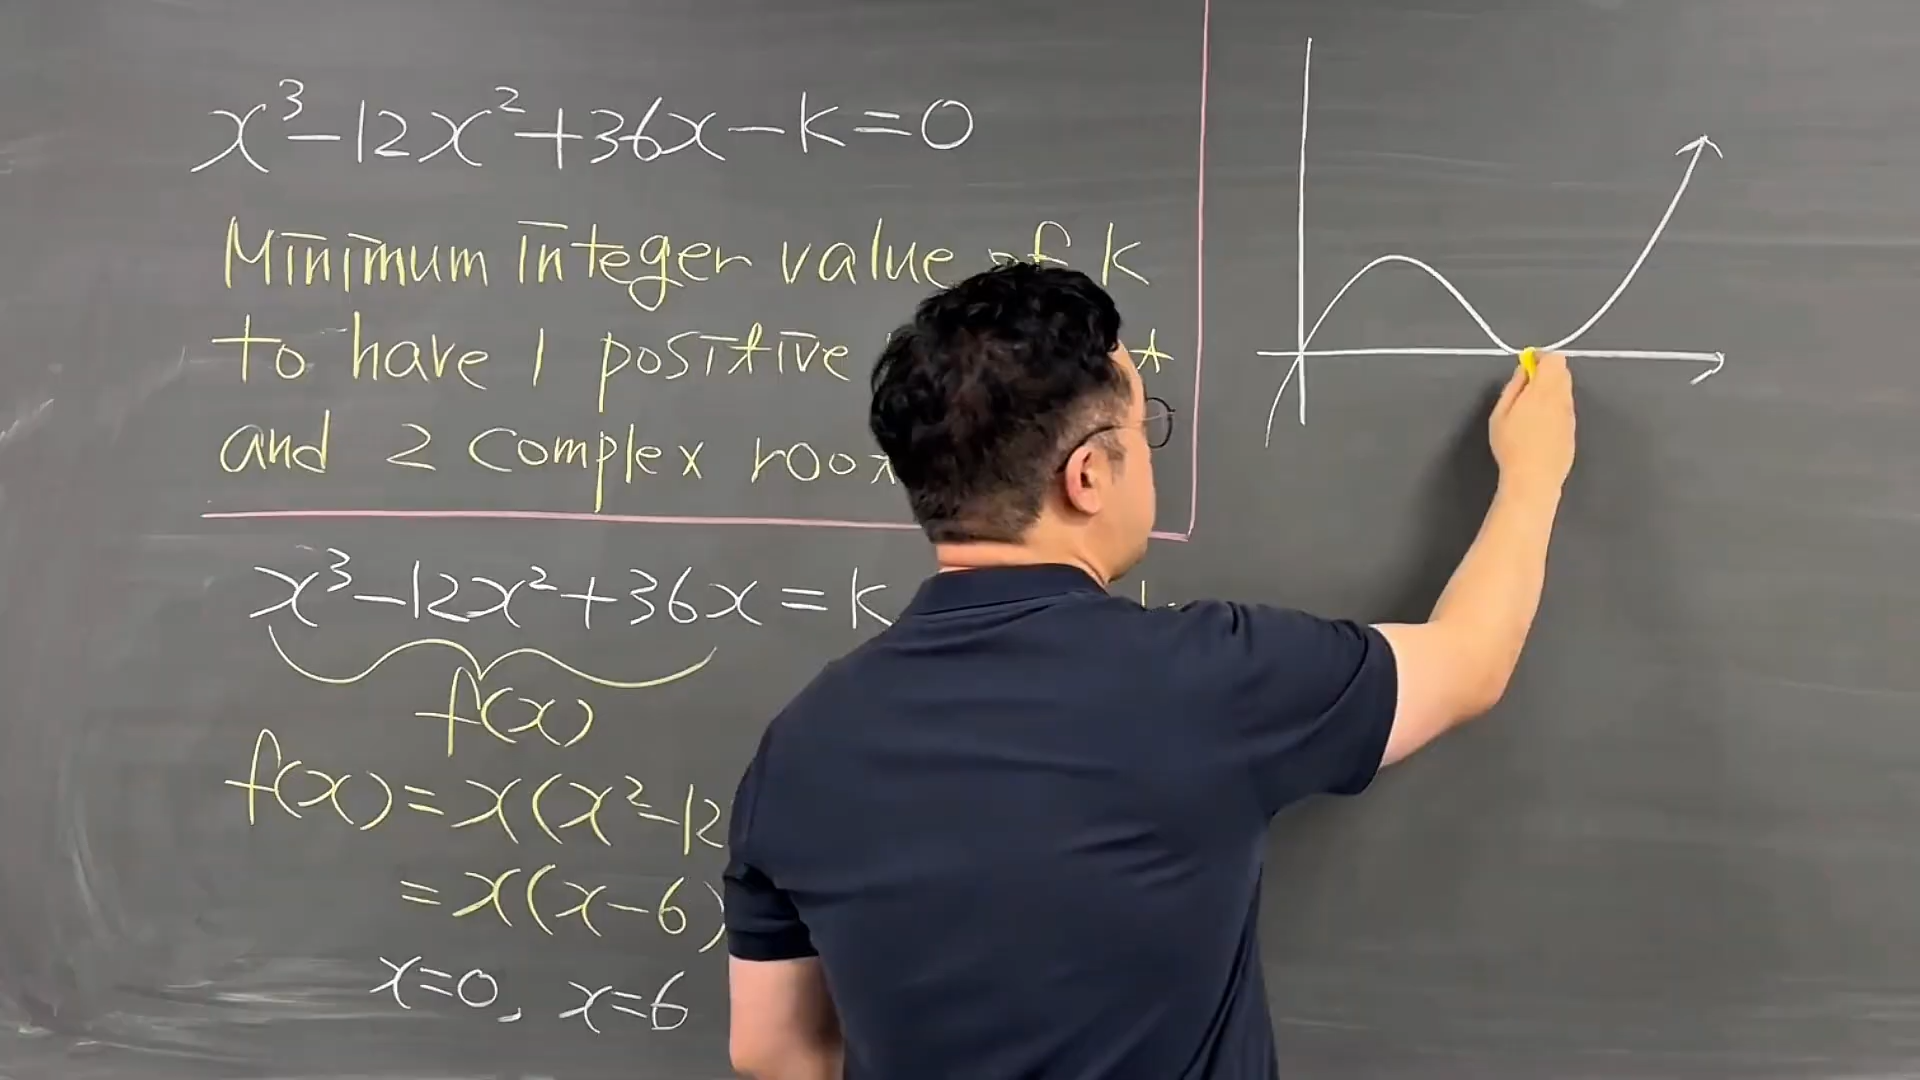 x³-12x²+36x-k=0
Minimum integer value of k
to have 1 positive
and 2 complex
x³-12x²+36x=k
f(x)
f(x)=x(x²-12
=x(x-6)
x=0, x=6